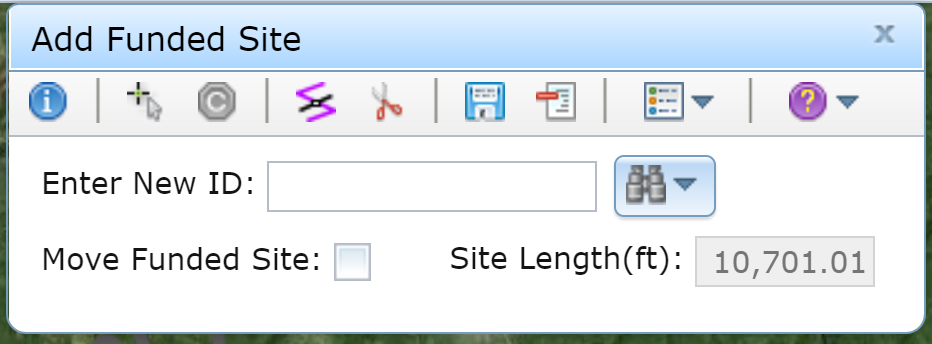 Add Funded Site x
Enter New ID:
Move Funded Site: Site Length(ft): 10,701.01